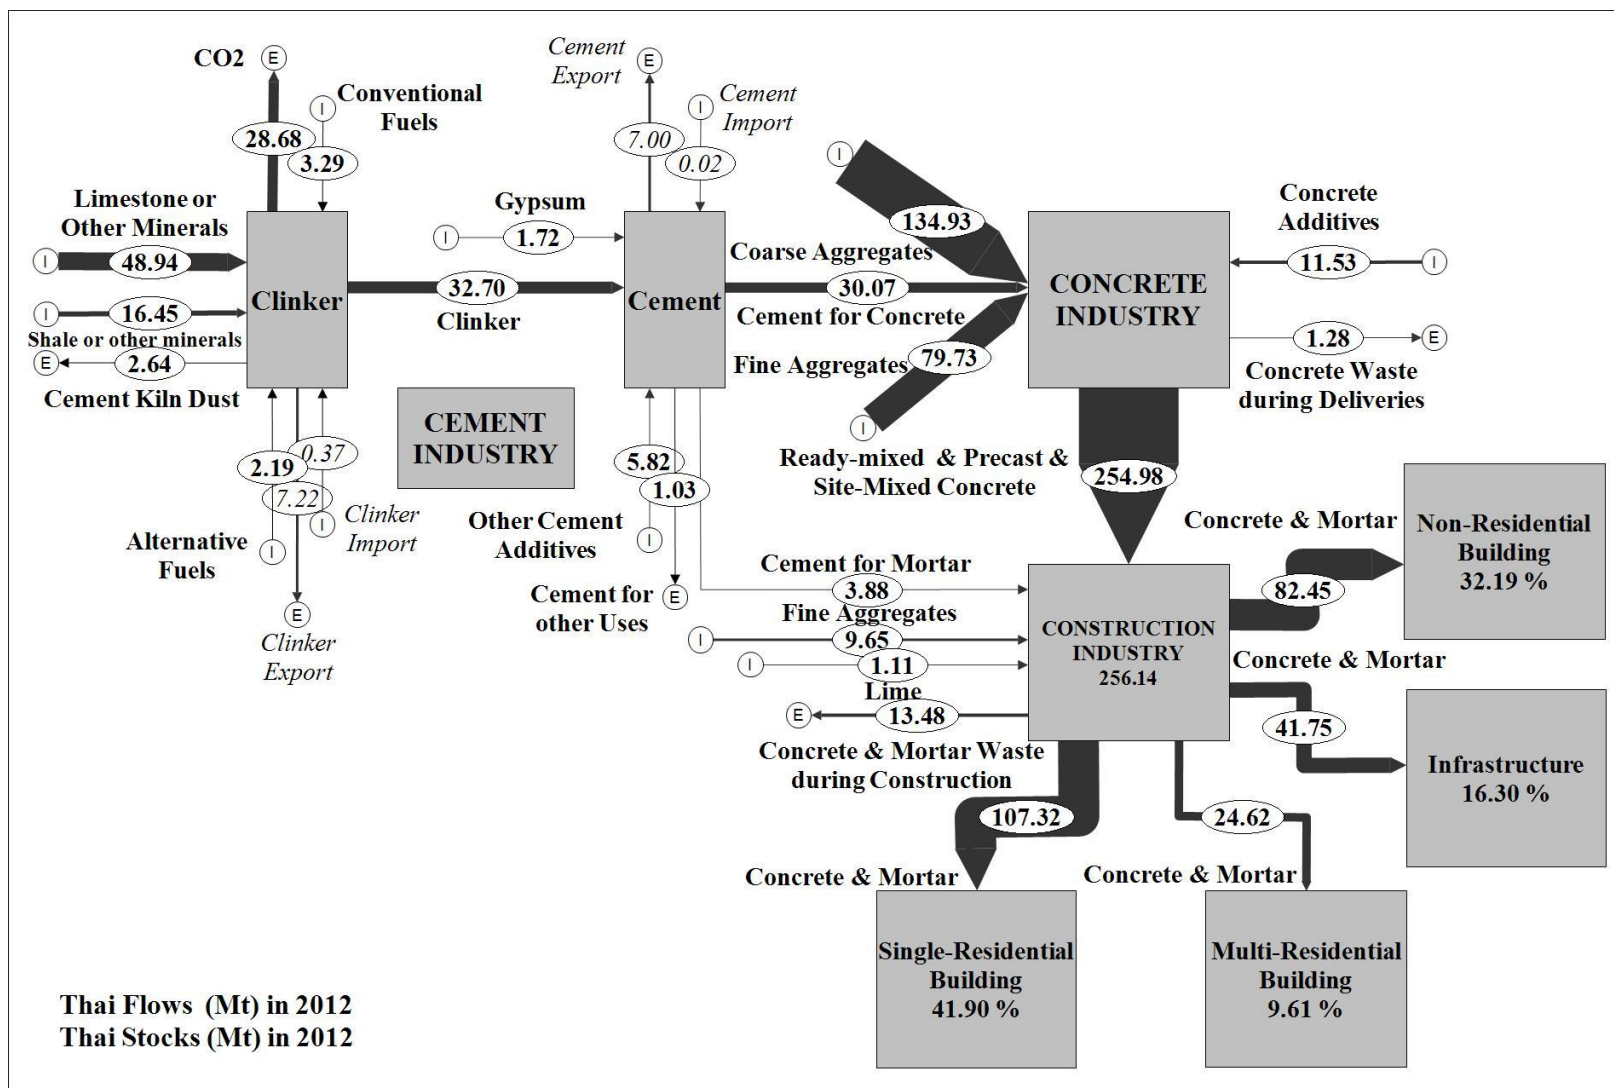 CO2
E
28.68
I
Conventional
Fuels
3.29
Limestone or
Other Minerals
I
48.94
I
16.45
Shale or other minerals
E
2.64
Cement Kiln Dust
Clinker
2.19
0.37
7.22
Alternative
Fuels
I
I
Clinker
Import
E
Clinker
Export
CEMENT
INDUSTRY
Gypsum
I
1.72
32.70
Clinker
Cement
Export
E
7.00
I
Cement
Import
0.02
Cement
5.82
1.03
Other Cement
Additives
I
Cement for
other Uses
E
I
134.93
Coarse Aggregates
30.07
Cement for Concrete
Fine Aggregates
79.73
I
CONCRETE
INDUSTRY
Concrete
Additives
11.53
I
1.28
E
Concrete Waste
during Deliveries
Ready-mixed & Precast &
Site-Mixed Concrete
254.98
Cement for Mortar
3.88
Fine Aggregates
I
9.65
I
1.11
Lime
E
13.48
Concrete & Mortar Waste
during Construction
CONSTRUCTION
INDUSTRY
256.14
Concrete & Mortar
82.45
Non-Residential
Building
32.19 %
Concrete & Mortar
41.75
Infrastructure
16.30 %
107.32
Concrete & Mortar
Single-Residential
Building
41.90 %
24.62
Concrete & Mortar
Multi-Residential
Building
9.61 %
Thai Flows (Mt) in 2012
Thai Stocks (Mt) in 2012